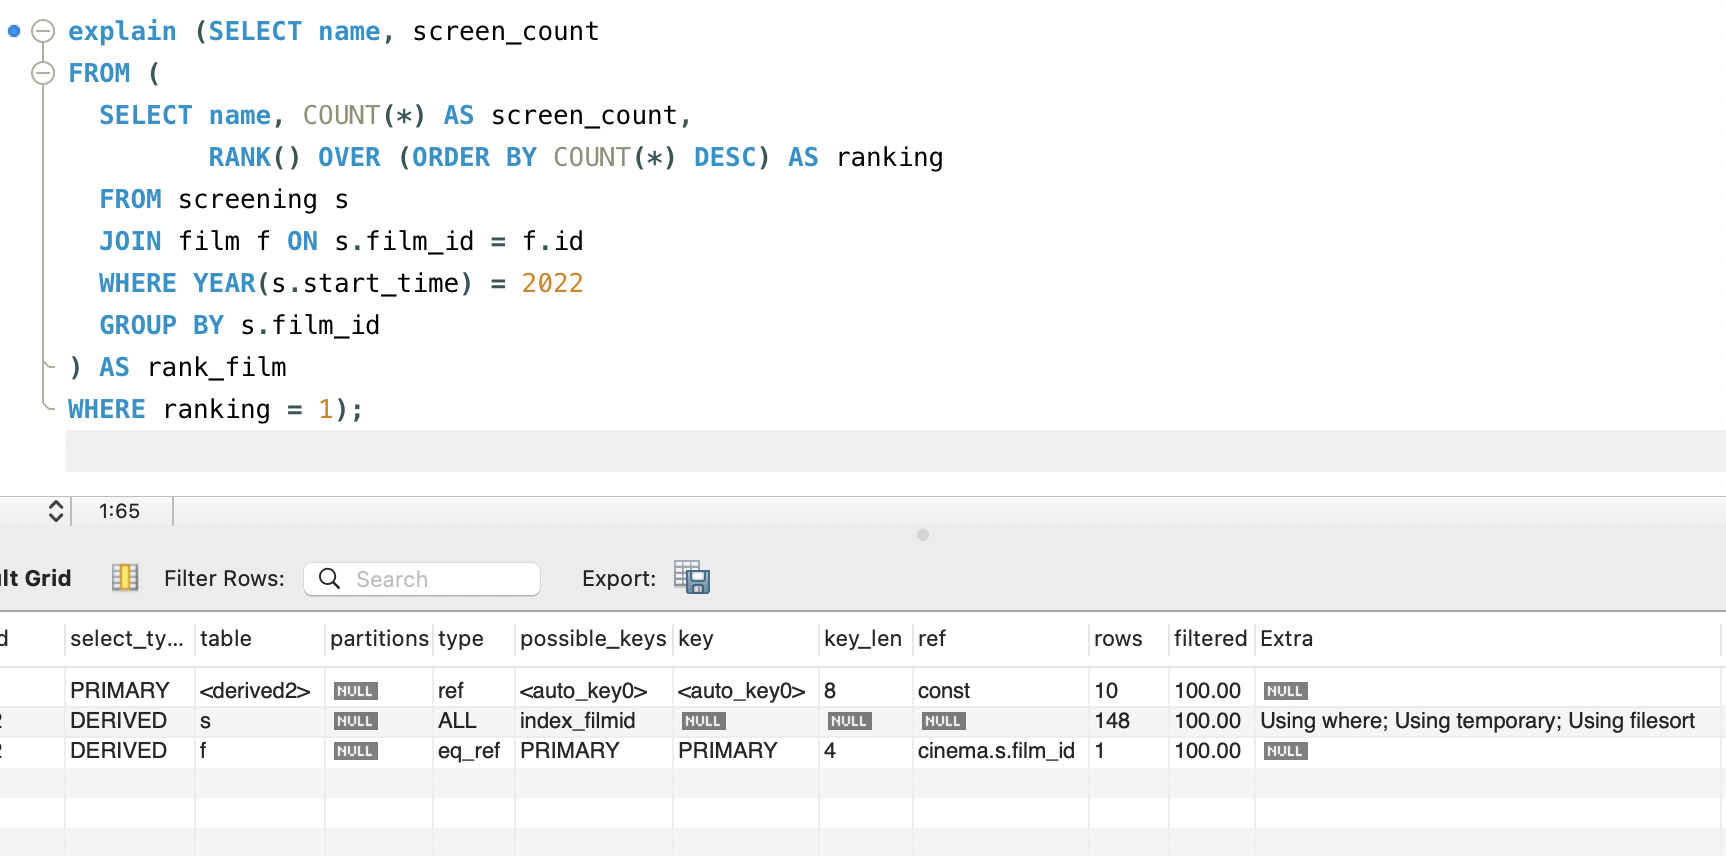 explain (SELECT name, screen_count
FROM (
SELECT name, COUNT(*) AS screen_count,
RANK() OVER (ORDER BY COUNT(*) DESC) AS ranking
FROM screening s
JOIN film f ON s.film_id = f.id
WHERE YEAR(s.start_time) = 2022
GROUP BY s.film_id
) AS rank_film
WHERE ranking = 1);
1:65
lt Grid Filter Rows: Search Export:
d select_ty... table partitions type possible_keys key key_len ref rows filtered Extra
PRIMARY <derived2> NULL ref <auto_key0> <auto_key0> 8 const 10 100.00 NULL
2 DERIVED s NULL ALL index_filmid NULL NULL NULL 148 100.00 Using where; Using temporary; Using filesort
2 DERIVED f NULL eq_ref PRIMARY PRIMARY 4 cinema.s.film_id 1 100.00 NULL